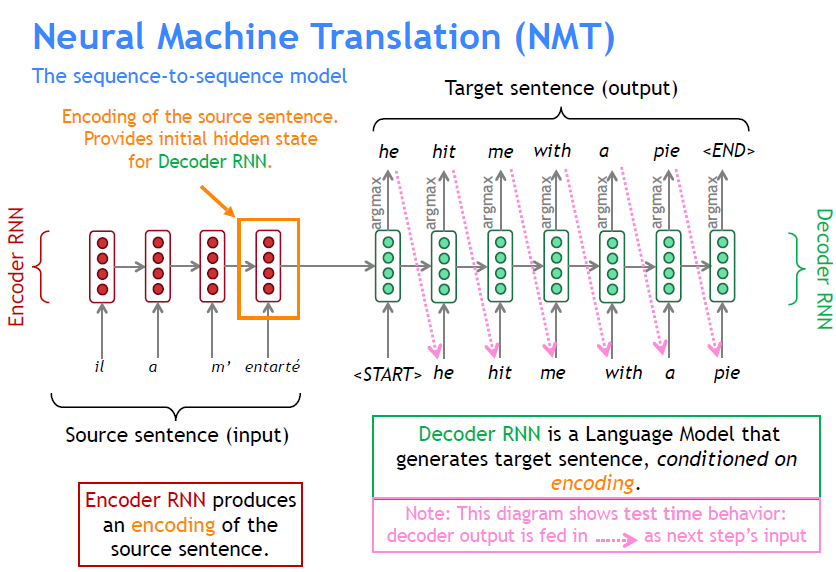 Neural Machine Translation (NMT)
The sequence-to-sequence model
Target sentence (output)
Encoding of the source sentence.
Provides initial hidden state
for Decoder RNN.
he hit me with a pie <END>
argmax argmax argmax argmax argmax argmax argmax
Encoder RNN
Decoder RNN
il a m’ entarté
<START> he hit me with a pie
Source sentence (input)
Decoder RNN is a Language Model that
generates target sentence, conditioned on
encoding.
Encoder RNN produces
an encoding of the
source sentence.
Note: This diagram shows test time behavior:
decoder output is fed in as next step’s input